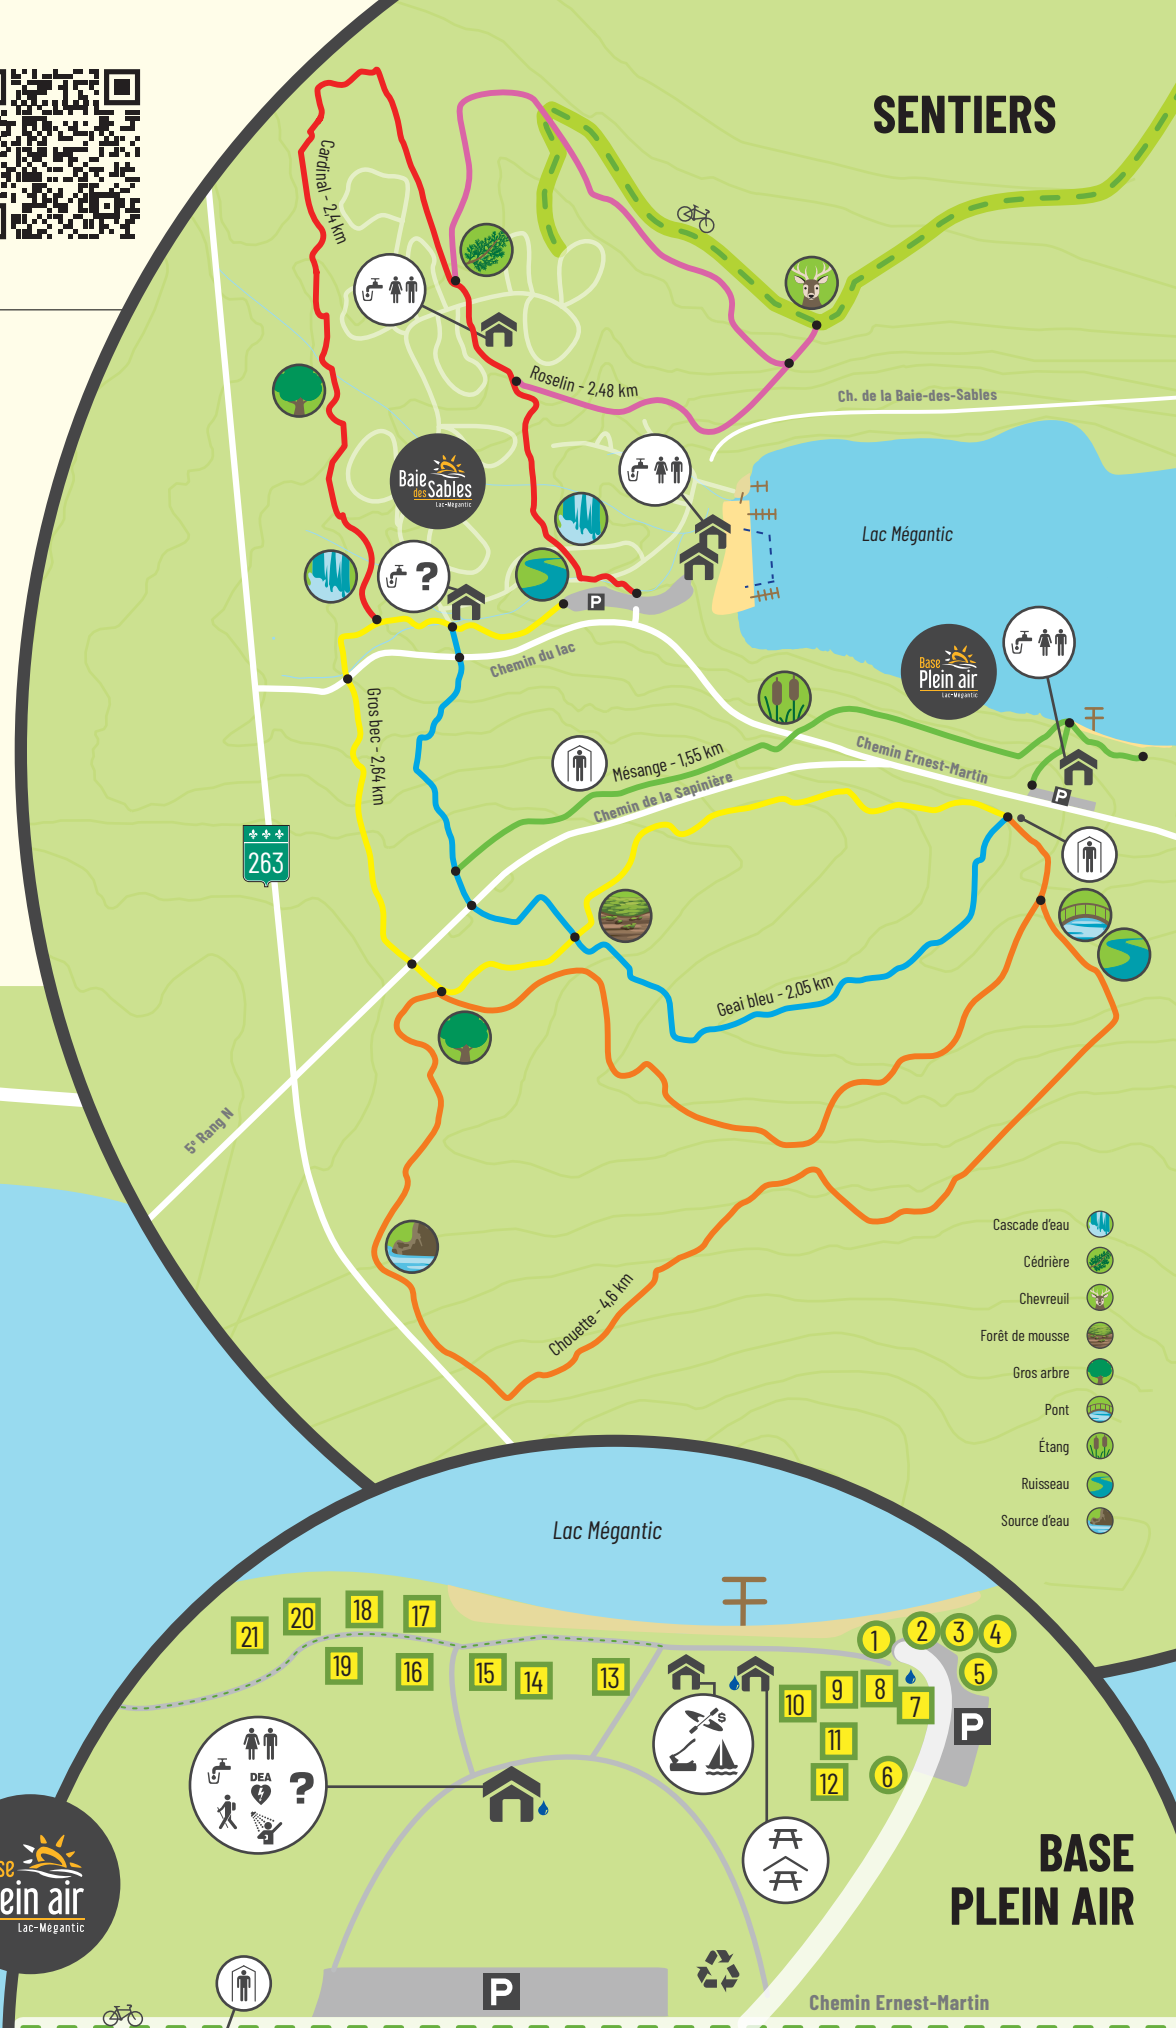 SENTIERS
Cardinal - 2,4 km
Roselin - 2,48 km
Ch. de la Baie-des-Sables
Baie
des Sables
Lac-Mégantic
Lac Mégantic
P
?
Chemin du lac
Base
Plein air
Lac-Mégantic
Gros bec - 2,64 km
Mésange - 1,55 km
Chemin Ernest-Martin
Chemin de la Sapinière
P
263
Geai bleu - 2,05 km
5e Rang N
Chouette - 4,6 km
Cascade d'eau
Cédrière
Chevreuil
Forêt de mousse
Gros arbre
Pont
Étang
Ruisseau
Source d'eau
Lac Mégantic
21
20
18
17
19
16
15
14
13
1
2
3
4
5
10
9
8
7
11
12
6
P
$
DEA
?
se
ein air
Lac-Mégantic
BASE
PLEIN AIR
P
Chemin Ernest-Martin